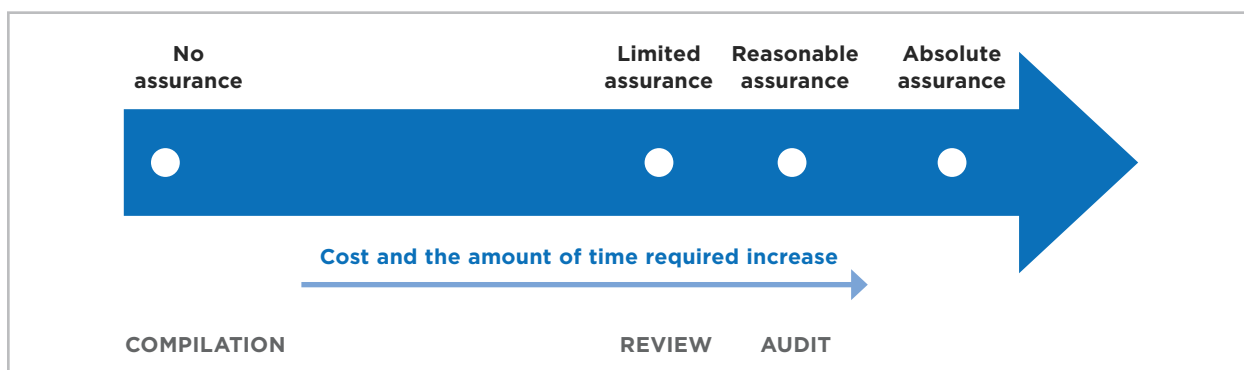 No
assurance
Limited
assurance
Reasonable
assurance
Absolute
assurance
Cost and the amount of time required increase
COMPILATION
REVIEW
AUDIT